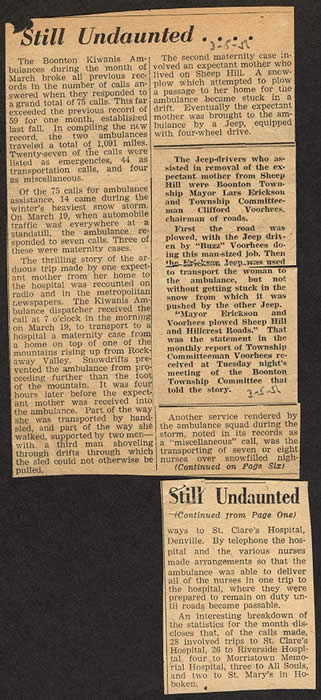 Still Undaunted . . . . .
3-5-56
The Boonton Kiwanis Am-
bulances during the month of
March broke all previous rec-
ords in the number of calls an-
swered when they responded to
a grand total of 75 calls. This far
exceeded the previous record of
59 for one month, established
last fall. In compiling the new
record, the two ambulances
traveled a total of 1,091 miles.
Twenty-seven of the calls were
listed as emergencies, 44 as
transportation calls, and four
as miscellaneous.
Of the 75 calls for ambulance
assistance, 14 came during the
winter's heaviest snow storm.
On March 19, when automobile
traffic was everywhere at a
standstill, the ambulance re-
sponded to seven calls. Three of
these were maternity cases.
The thrilling story of the ar-
duous trip made by one expect-
ant mother from her home to
the hospital was recounted on
radio and in the metropolitan
newspapers. The Kiwanis Am-
bulance dispatcher received the
call at 7 o'clock in the morning
on March 19, to transport to a
hospital a maternity case from
a home on top of one of the
mountains rising up from Rock-
away Valley. Snowdrifts pre-
vented the ambulance from pro-
ceeding further than the foot
of the mountain. It was four
hours later before the expect-
ant mother was received into
the ambulance. Part of the way
she was transported by hand-
sled, and part of the way she
walked, supported by two men—
with a third man shoveling
through drifts through which
the sled could not otherwise be
pulled.
The second maternity case in-
volved an expectant mother who
lived on Sheep Hill. A snow-
plow which attempted to plow
a passage to her home for the
ambulance became stuck in a
drift. Eventually the expectant
mother was brought to the am-
bulance by a Jeep, equipped
with four-wheel drive.
The Jeep-drivers who as-
sisted in removal of the ex-
pectant mother from Sheep
Hill were Boonton Town-
ship Mayor Lars Erickson
and Township Committee-
man Clifford Voorhees,
chairman of roads.
First the road was
plowed, with the Jeep driv-
en by "Buzz" Voorhees do-
ing this man-sized job. Then
the Erickson Jeep was used
to transport the woman to
the ambulance, but not
without getting stuck in the
snow from which it was
pushed by the other Jeep.
"Mayor Erickson and
Voorhees plowed Sheep Hill
and Hillcrest Roads." That
was the statement in the
monthly report of Township
Committeeman Voorhees re-
ceived at Tuesday night's
meeting of the Boonton
Township Committee that
told the story.
3-5-56
Another service rendered by
the ambulance squad during the
storm, noted in its records as
a "miscellaneous" call, was the
transporting of seven or eight
nurses over snowfilled high-
(Continued on Page Six)
Still Undaunted
(Continued from Page One)
ways to St. Clare's Hospital,
Denville. By telephone the hos-
pital and the various nurses
made arrangements so that the
ambulance was able to deliver
all of the nurses in one trip to
the hospital, where they were
prepared to remain on duty un-
til roads became passable.
An interesting breakdown of
the statistics for the month dis-
closes that, of the calls made,
28 involved trips to St. Clare's
Hospital, 26 to Riverside Hospi-
tal, four to Morristown Memo-
rial Hospital, three to All Souls,
and two to St. Mary's in Ho-
boken.